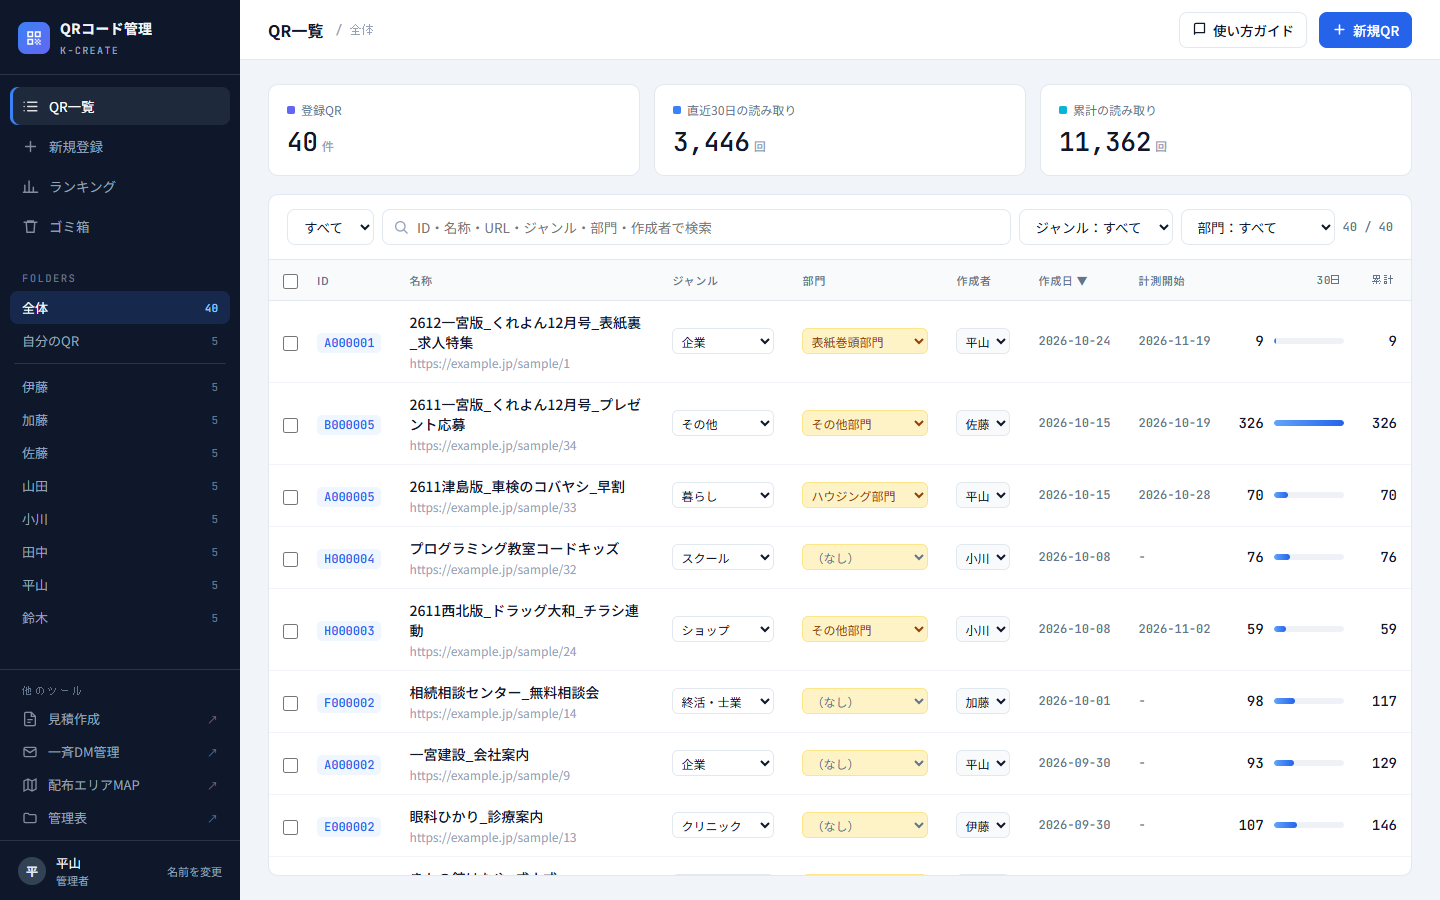 QRコード管理
K-CREATE
QR一覧
新規登録
ランキング
ゴミ箱
FOLDERS
全体 40
自分のQR 5
伊藤 5
加藤 5
佐藤 5
山田 5
小川 5
田中 5
平山 5
鈴木 5
他のツール
見積作成 ↗
一斉DM管理 ↗
配布エリアMAP ↗
管理表 ↗
平 平山
管理者
名前を変更
QR一覧 / 全体
使い方ガイド
+ 新規QR
登録QR
40 件
直近30日の読み取り
3,446 回
累計の読み取り
11,362 回
すべて
ID・名称・URL・ジャンル・部門・作成者で検索
ジャンル：すべて
部門：すべて
40 / 40
ID 名称 ジャンル 部門 作成者 作成日 ▼ 計測開始 30日 累計
A000001 2612一宮版_くれよん12月号_表紙裏
_求人特集
https://example.jp/sample/1
企業 表紙巻頭部門 平山 2026-10-24 2026-11-19 9 9
B000005 2611一宮版_くれよん12月号_プレゼ
ント応募
https://example.jp/sample/34
その他 その他部門 佐藤 2026-10-15 2026-10-19 326 326
A000005 2611津島版_車検のコバヤシ_早割
https://example.jp/sample/33
暮らし ハウジング部門 平山 2026-10-15 2026-10-28 70 70
H000004 プログラミング教室コードキッズ
https://example.jp/sample/32
スクール （なし） 小川 2026-10-08 - 76 76
H000003 2611西北版_ドラッグ大和_チラシ連
動
https://example.jp/sample/24
ショップ その他部門 小川 2026-10-08 2026-11-02 59 59
F000002 相続相談センター_無料相談会
https://example.jp/sample/14
終活・士業 （なし） 加藤 2026-10-01 - 98 117
A000002 一宮建設_会社案内
https://example.jp/sample/9
企業 （なし） 平山 2026-09-30 - 93 129
E000002 眼科ひかり_診療案内
https://example.jp/sample/13
クリニック （なし） 伊藤 2026-09-30 - 107 146